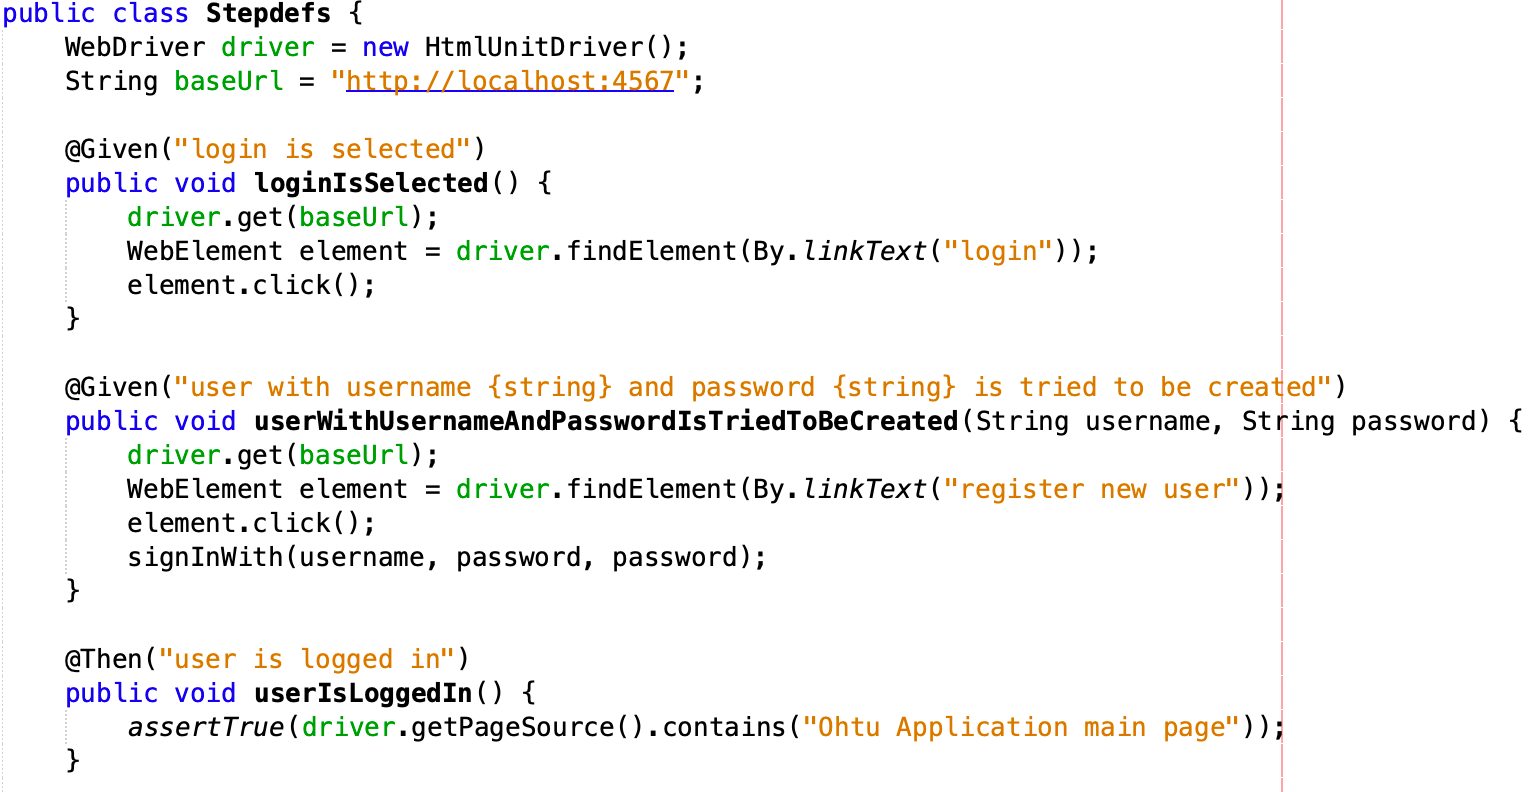 public class Stepdefs {
    WebDriver driver = new HtmlUnitDriver();
    String baseUrl = "http://localhost:4567";

    @Given("login is selected")
    public void loginIsSelected() {
        driver.get(baseUrl);
        WebElement element = driver.findElement(By.linkText("login"));
        element.click();
    }

    @Given("user with username {string} and password {string} is tried to be created")
    public void userWithUsernameAndPasswordIsTriedToBeCreated(String username, String password) {
        driver.get(baseUrl);
        WebElement element = driver.findElement(By.linkText("register new user"));
        element.click();
        signInWith(username, password, password);
    }

    @Then("user is logged in")
    public void userIsLoggedIn() {
        assertTrue(driver.getPageSource().contains("Ohtu Application main page"));
    }